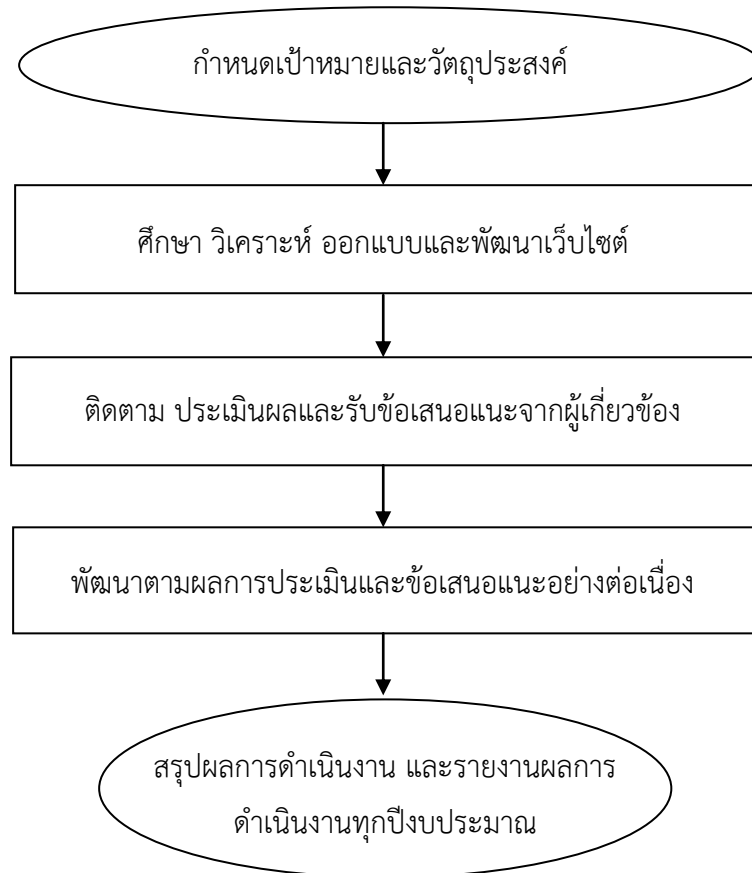 กำหนดเป้าหมายและวัตถุประสงค์
ศึกษา วิเคราะห์ ออกแบบและพัฒนาเว็บไซต์
ติดตาม ประเมินผลและรับข้อเสนอแนะจากผู้เกี่ยวข้อง
พัฒนาตามผลการประเมินและข้อเสนอแนะอย่างต่อเนื่อง
สรุปผลการดำเนินงาน และรายงานผลการ
ดำเนินงานทุกปีงบประมาณ